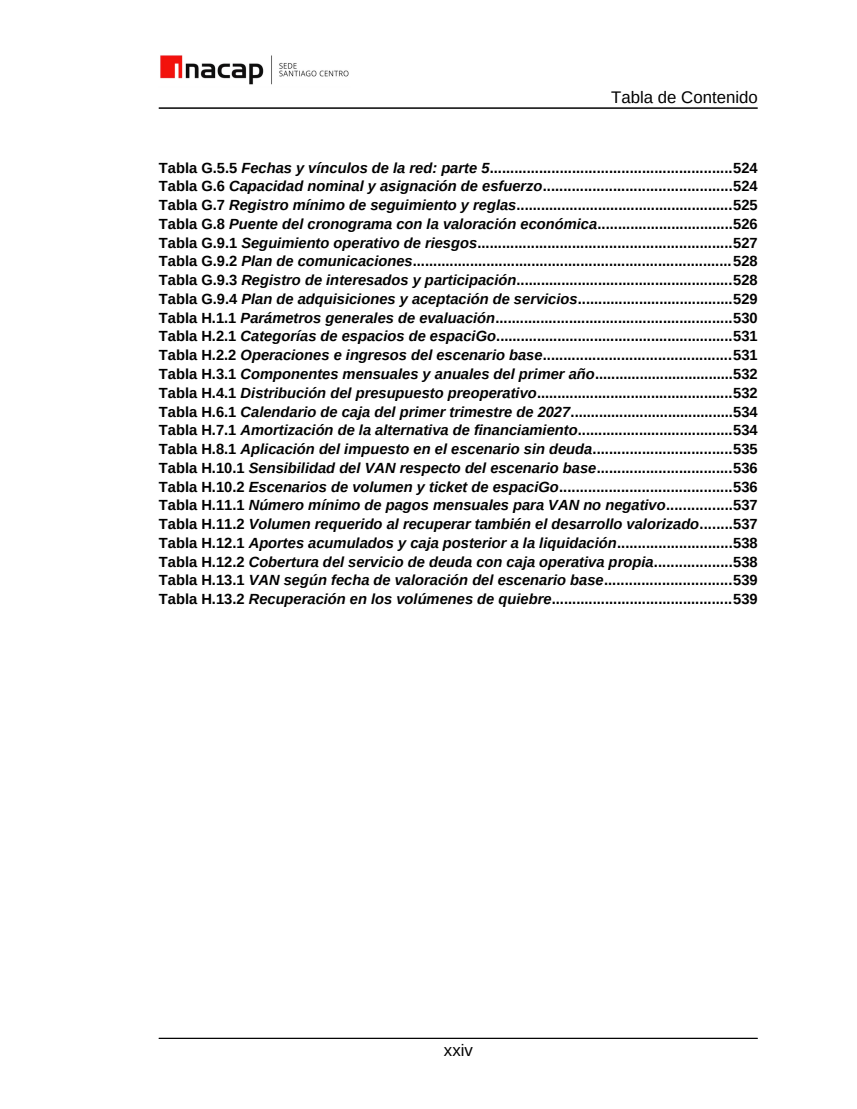 inacap
SEDE
SANTIAGO CENTRO
Tabla de Contenido
Tabla G.5.5 Fechas y vínculos de la red: parte 5..........................................................524
Tabla G.6 Capacidad nominal y asignación de esfuerzo..............................................524
Tabla G.7 Registro mínimo de seguimiento y reglas....................................................525
Tabla G.8 Puente del cronograma con la valoración económica.................................526
Tabla G.9.1 Seguimiento operativo de riesgos.............................................................527
Tabla G.9.2 Plan de comunicaciones............................................................................528
Tabla G.9.3 Registro de interesados y participación....................................................528
Tabla G.9.4 Plan de adquisiciones y aceptación de servicios.....................................529
Tabla H.1.1 Parámetros generales de evaluación.........................................................530
Tabla H.2.1 Categorías de espacios de espaciGo.........................................................531
Tabla H.2.2 Operaciones e ingresos del escenario base..............................................531
Tabla H.3.1 Componentes mensuales y anuales del primer año.................................532
Tabla H.4.1 Distribución del presupuesto preoperativo...............................................532
Tabla H.6.1 Calendario de caja del primer trimestre de 2027.......................................534
Tabla H.7.1 Amortización de la alternativa de financiamiento.....................................534
Tabla H.8.1 Aplicación del impuesto en el escenario sin deuda..................................535
Tabla H.10.1 Sensibilidad del VAN respecto del escenario base.................................536
Tabla H.10.2 Escenarios de volumen y ticket de espaciGo..........................................536
Tabla H.11.1 Número mínimo de pagos mensuales para VAN no negativo................537
Tabla H.11.2 Volumen requerido al recuperar también el desarrollo valorizado........537
Tabla H.12.1 Aportes acumulados y caja posterior a la liquidación............................538
Tabla H.12.2 Cobertura del servicio de deuda con caja operativa propia...................538
Tabla H.13.1 VAN según fecha de valoración del escenario base...............................539
Tabla H.13.2 Recuperación en los volúmenes de quiebre...........................................539
xxiv